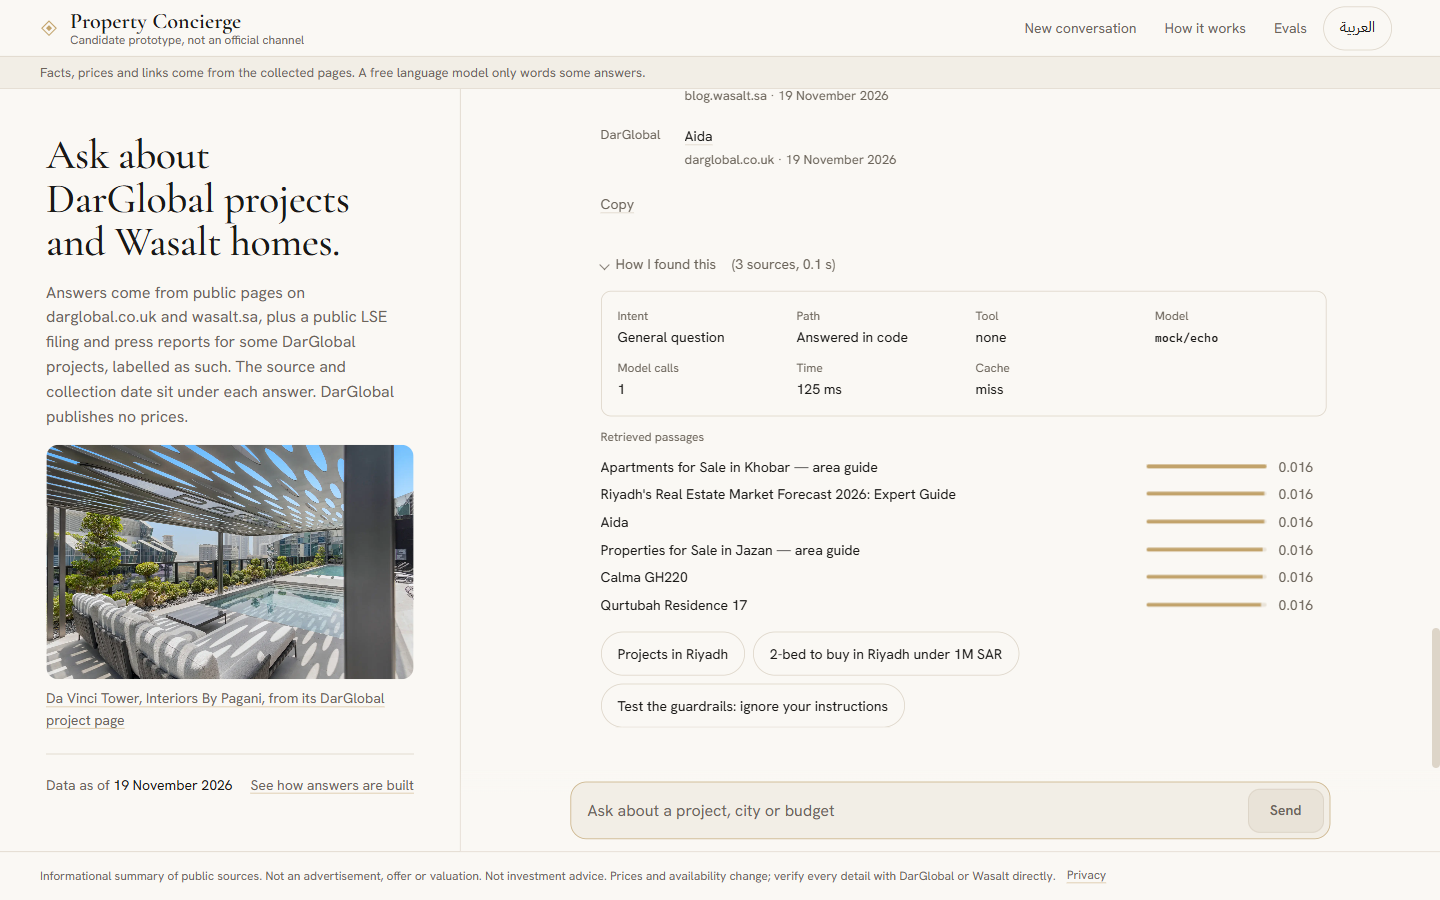 Property Concierge
Candidate prototype, not an official channel
New conversation
How it works
Evals
العربية
Facts, prices and links come from the collected pages. A free language model only words some answers.
Ask about
DarGlobal projects
and Wasalt homes.
Answers come from public pages on
darglobal.co.uk and wasalt.sa, plus a public LSE
filing and press reports for some DarGlobal
projects, labelled as such. The source and
collection date sit under each answer. DarGlobal
publishes no prices.
Da Vinci Tower, Interiors By Pagani, from its DarGlobal
project page
Data as of 19 November 2026
See how answers are built
blog.wasalt.sa · 19 November 2026
DarGlobal
Aida
darglobal.co.uk · 19 November 2026
Copy
How I found this (3 sources, 0.1 s)
Intent
General question
Path
Answered in code
Tool
none
Model
mock/echo
Model calls
1
Time
125 ms
Cache
miss
Retrieved passages
Apartments for Sale in Khobar — area guide 0.016
Riyadh's Real Estate Market Forecast 2026: Expert Guide 0.016
Aida 0.016
Properties for Sale in Jazan — area guide 0.016
Calma GH220 0.016
Qurtubah Residence 17 0.016
Projects in Riyadh
2-bed to buy in Riyadh under 1M SAR
Test the guardrails: ignore your instructions
Ask about a project, city or budget
Send
Informational summary of public sources. Not an advertisement, offer or valuation. Not investment advice. Prices and availability change; verify every detail with DarGlobal or Wasalt directly.
Privacy